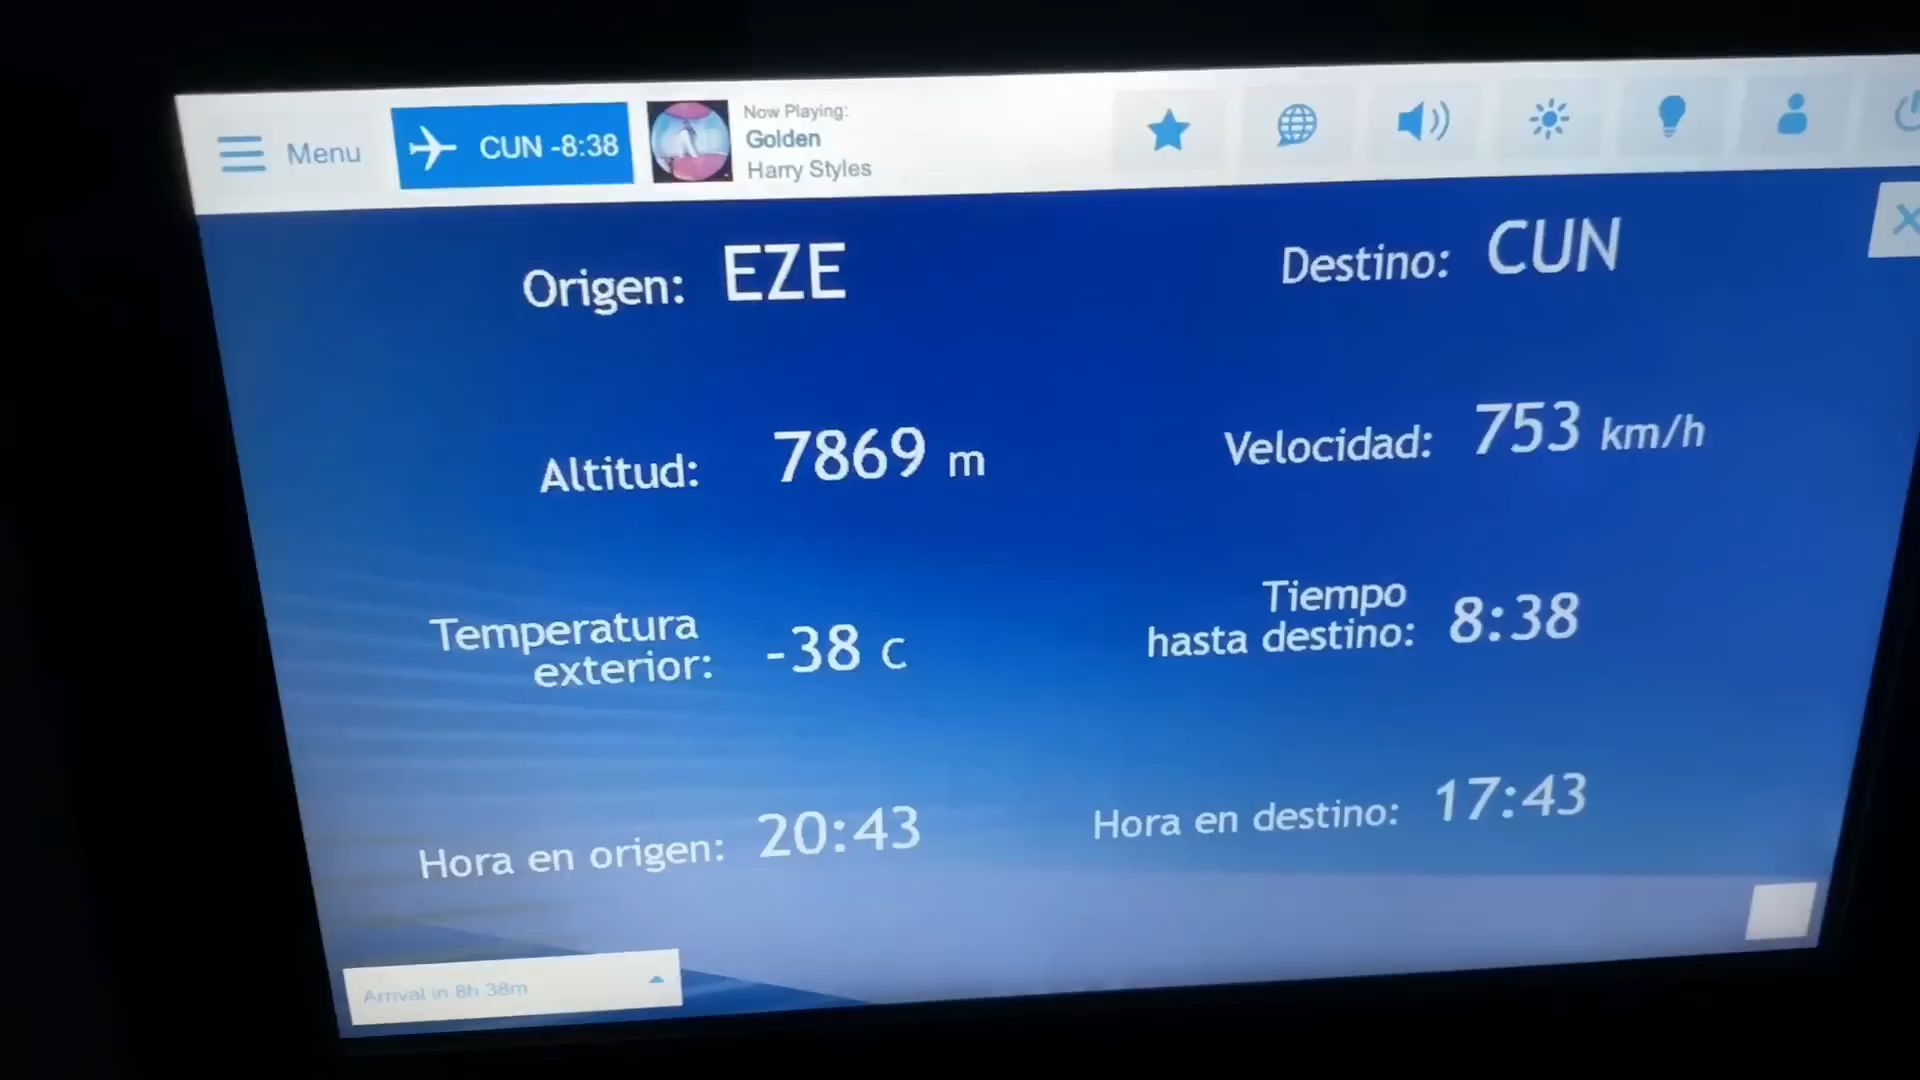 Menu
CUN -8:38
Now Playing:
Golden
Harry Styles
Origen: EZE
Destino: CUN
Altitud: 7869 m
Velocidad: 753 km/h
Temperatura
exterior: -38 C
Tiempo
hasta destino: 8:38
Hora en origen: 20:43
Hora en destino: 17:43
Arrival in 8h 38m